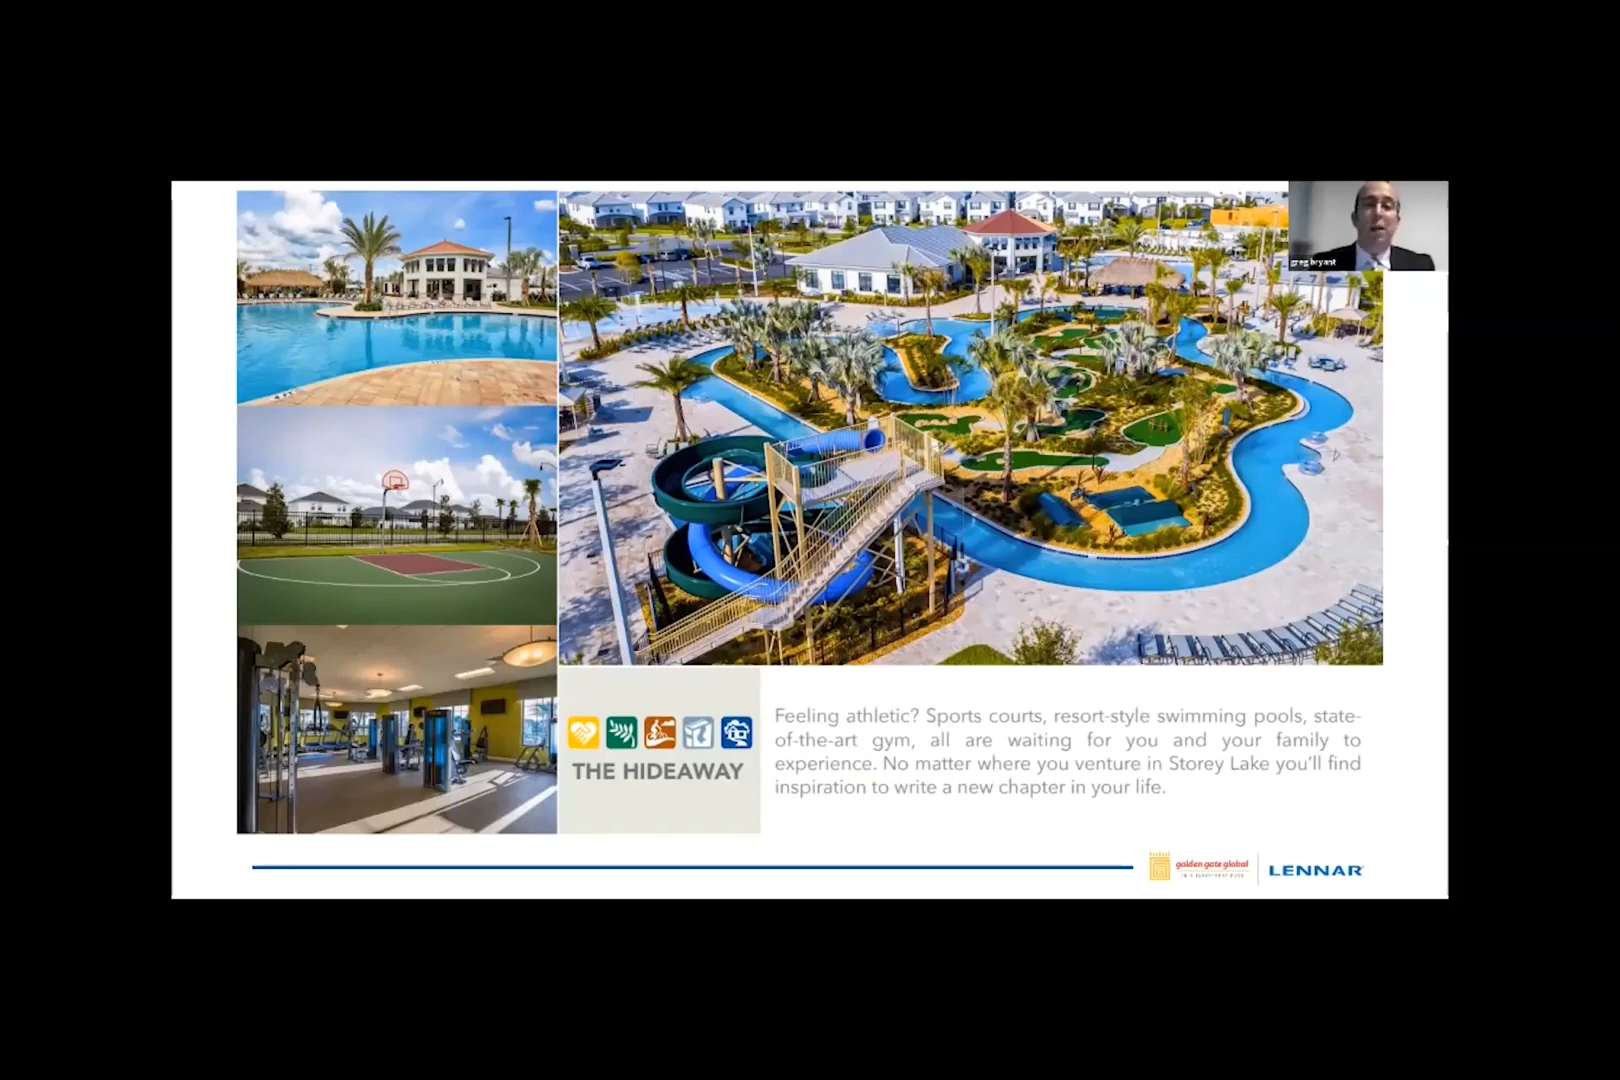 greg bryant
THE HIDEAWAY
Feeling athletic? Sports courts, resort-style swimming pools, state-
of-the-art gym, all are waiting for you and your family to
experience. No matter where you venture in Storey Lake you'll find
inspiration to write a new chapter in your life.
golden gate global
LENNAR